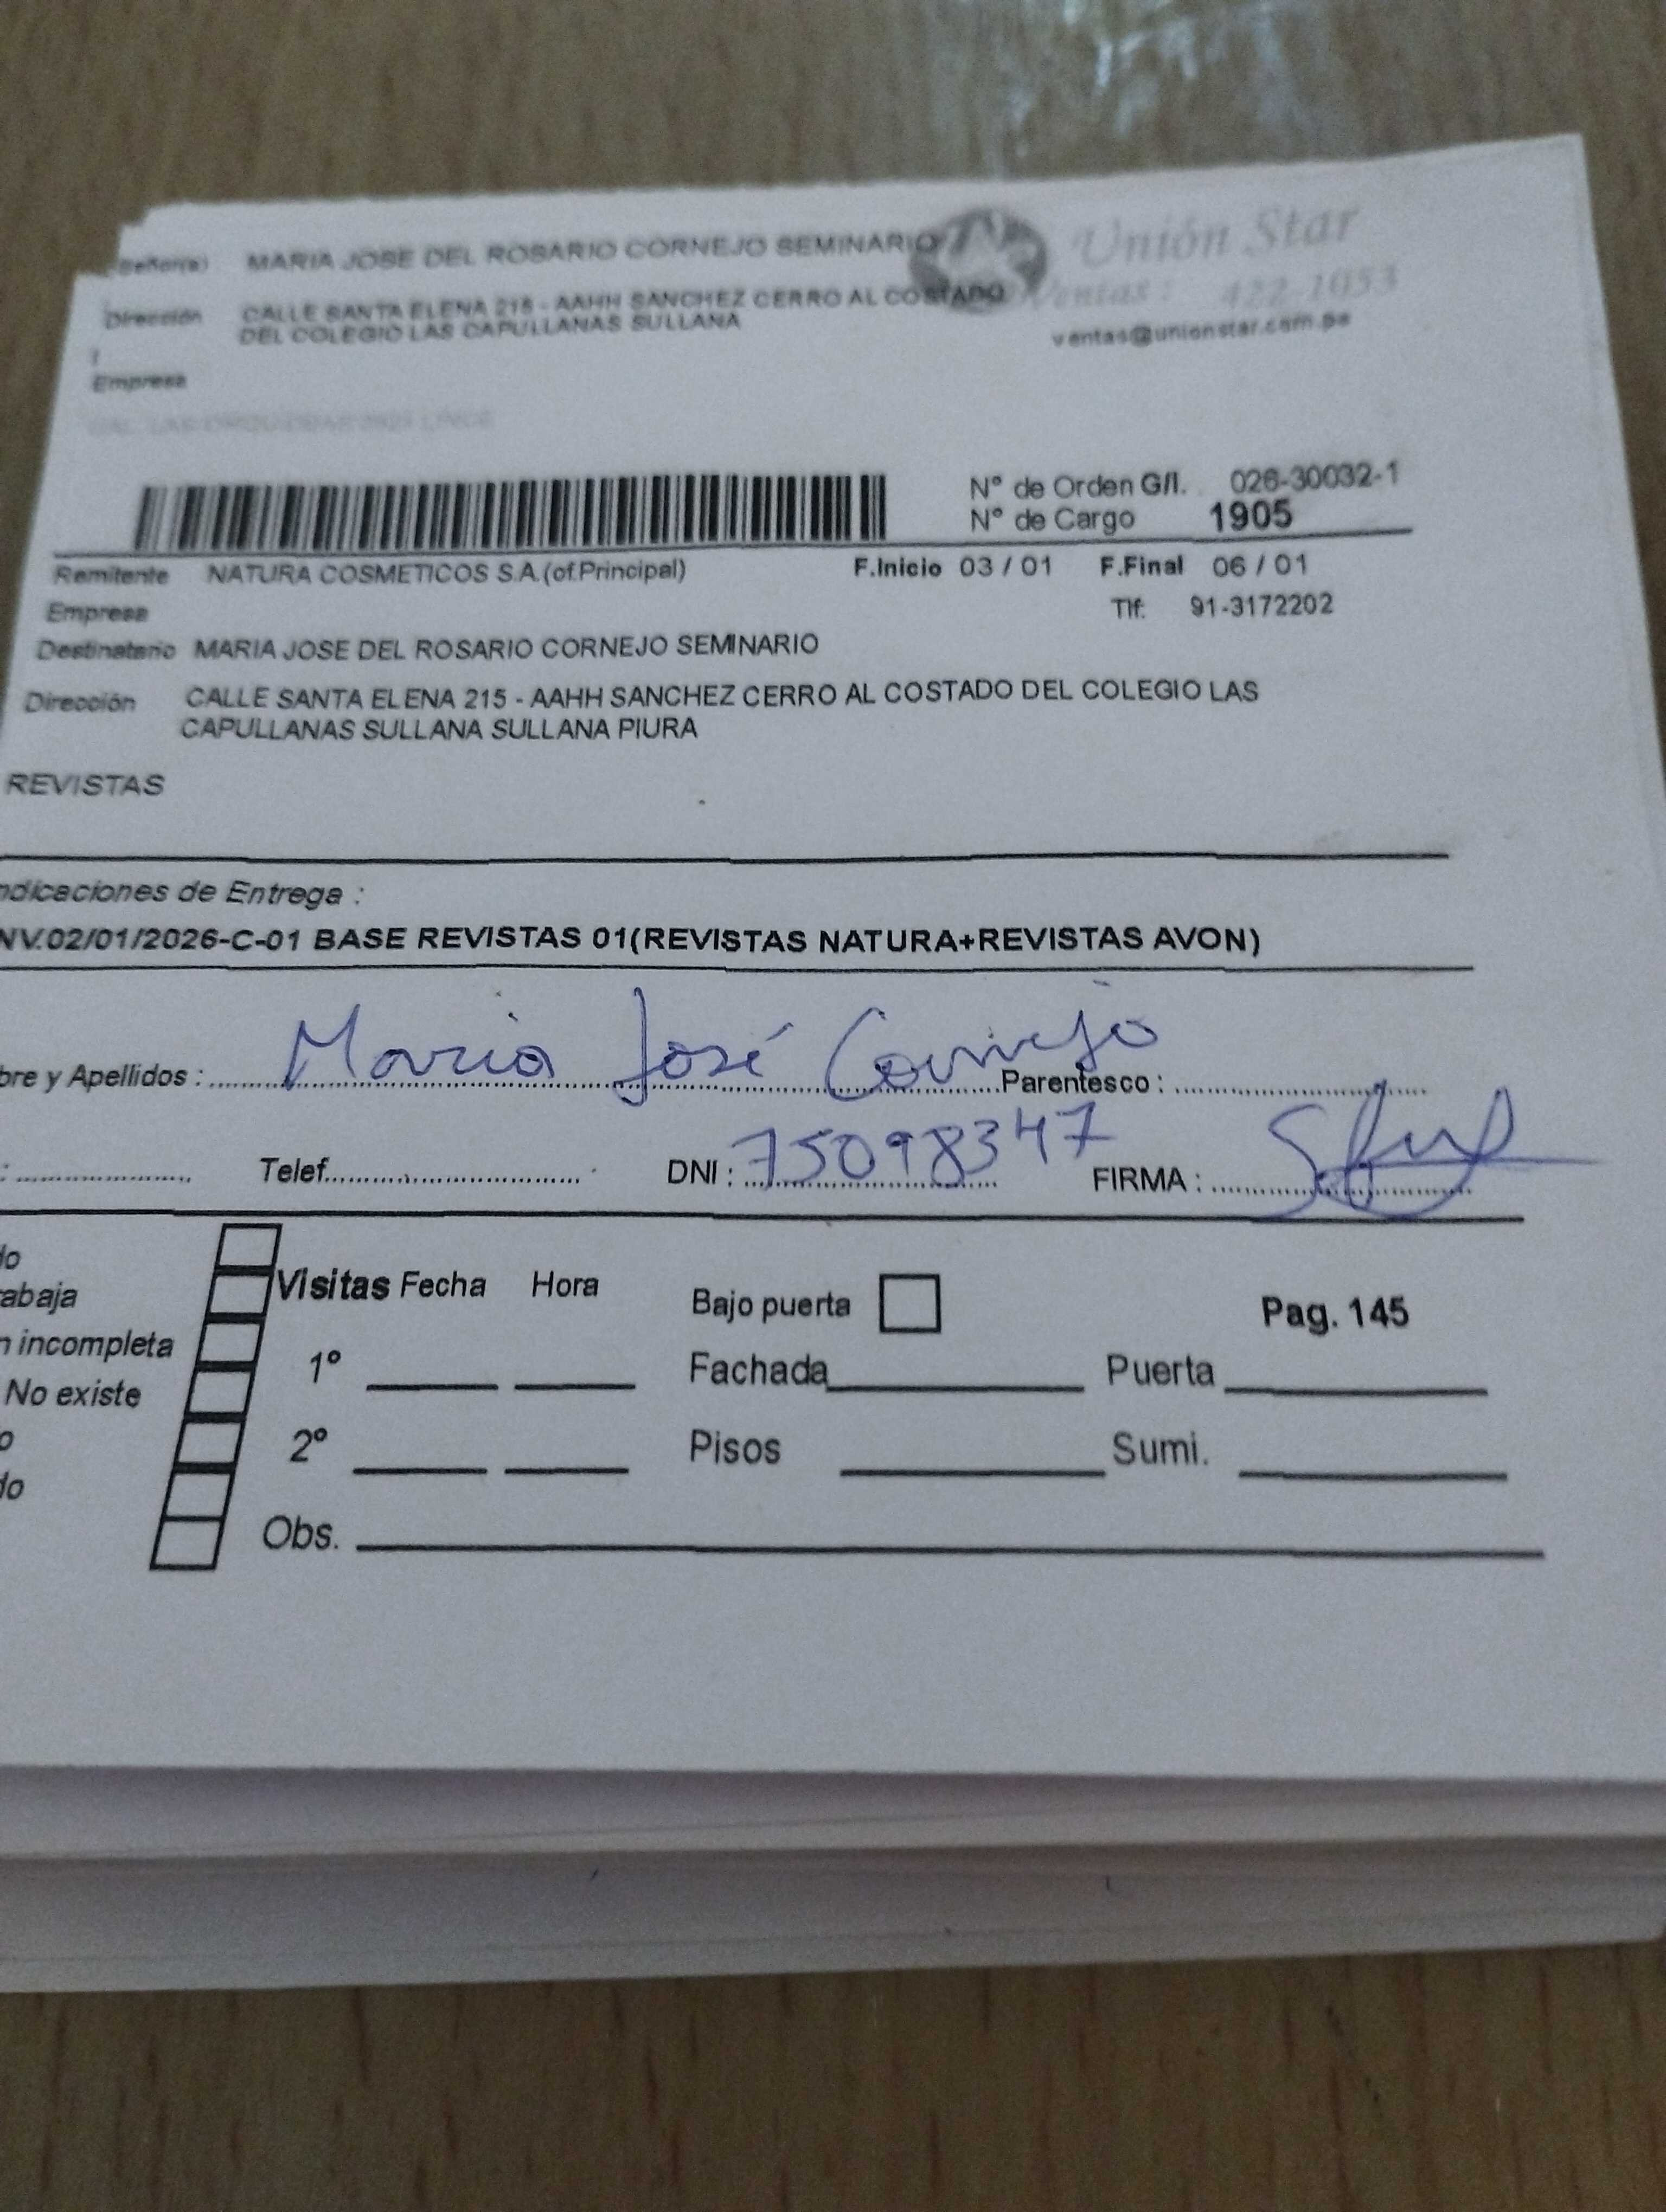 Señor(a) MARIA JOSE DEL ROSARIO CORNEJO SEMINARIO
Unión Star
Dirección CALLE SANTA ELENA 215 - AAHH SANCHEZ CERRO AL COSTADO
DEL COLEGIO LAS CAPULLANAS SULLANA
Ventas: 422-1053
ventas@unionstar.com.pe
Empresa
N° de Orden G/l. 026-30032-1
N° de Cargo 1905
Remitente NATURA COSMETICOS S.A.(of.Principal) F.Inicio 03 / 01 F.Final 06 / 01
Empresa Tlf: 91-3172202
Destinatario MARIA JOSE DEL ROSARIO CORNEJO SEMINARIO
Dirección CALLE SANTA ELENA 215 - AAHH SANCHEZ CERRO AL COSTADO DEL COLEGIO LAS
CAPULLANAS SULLANA SULLANA PIURA
REVISTAS
ndicaciones de Entrega :
NV.02/01/2026-C-01 BASE REVISTAS 01(REVISTAS NATURA+REVISTAS AVON)
bre y Apellidos : Maria José Cornejo Parentesco :
Telef. DNI : 75098347 FIRMA :
do
rabaja
n incompleta
No existe
o
do
Visitas Fecha Hora
1°
2°
Obs.
Bajo puerta Pag. 145
Fachada Puerta
Pisos Sumi.